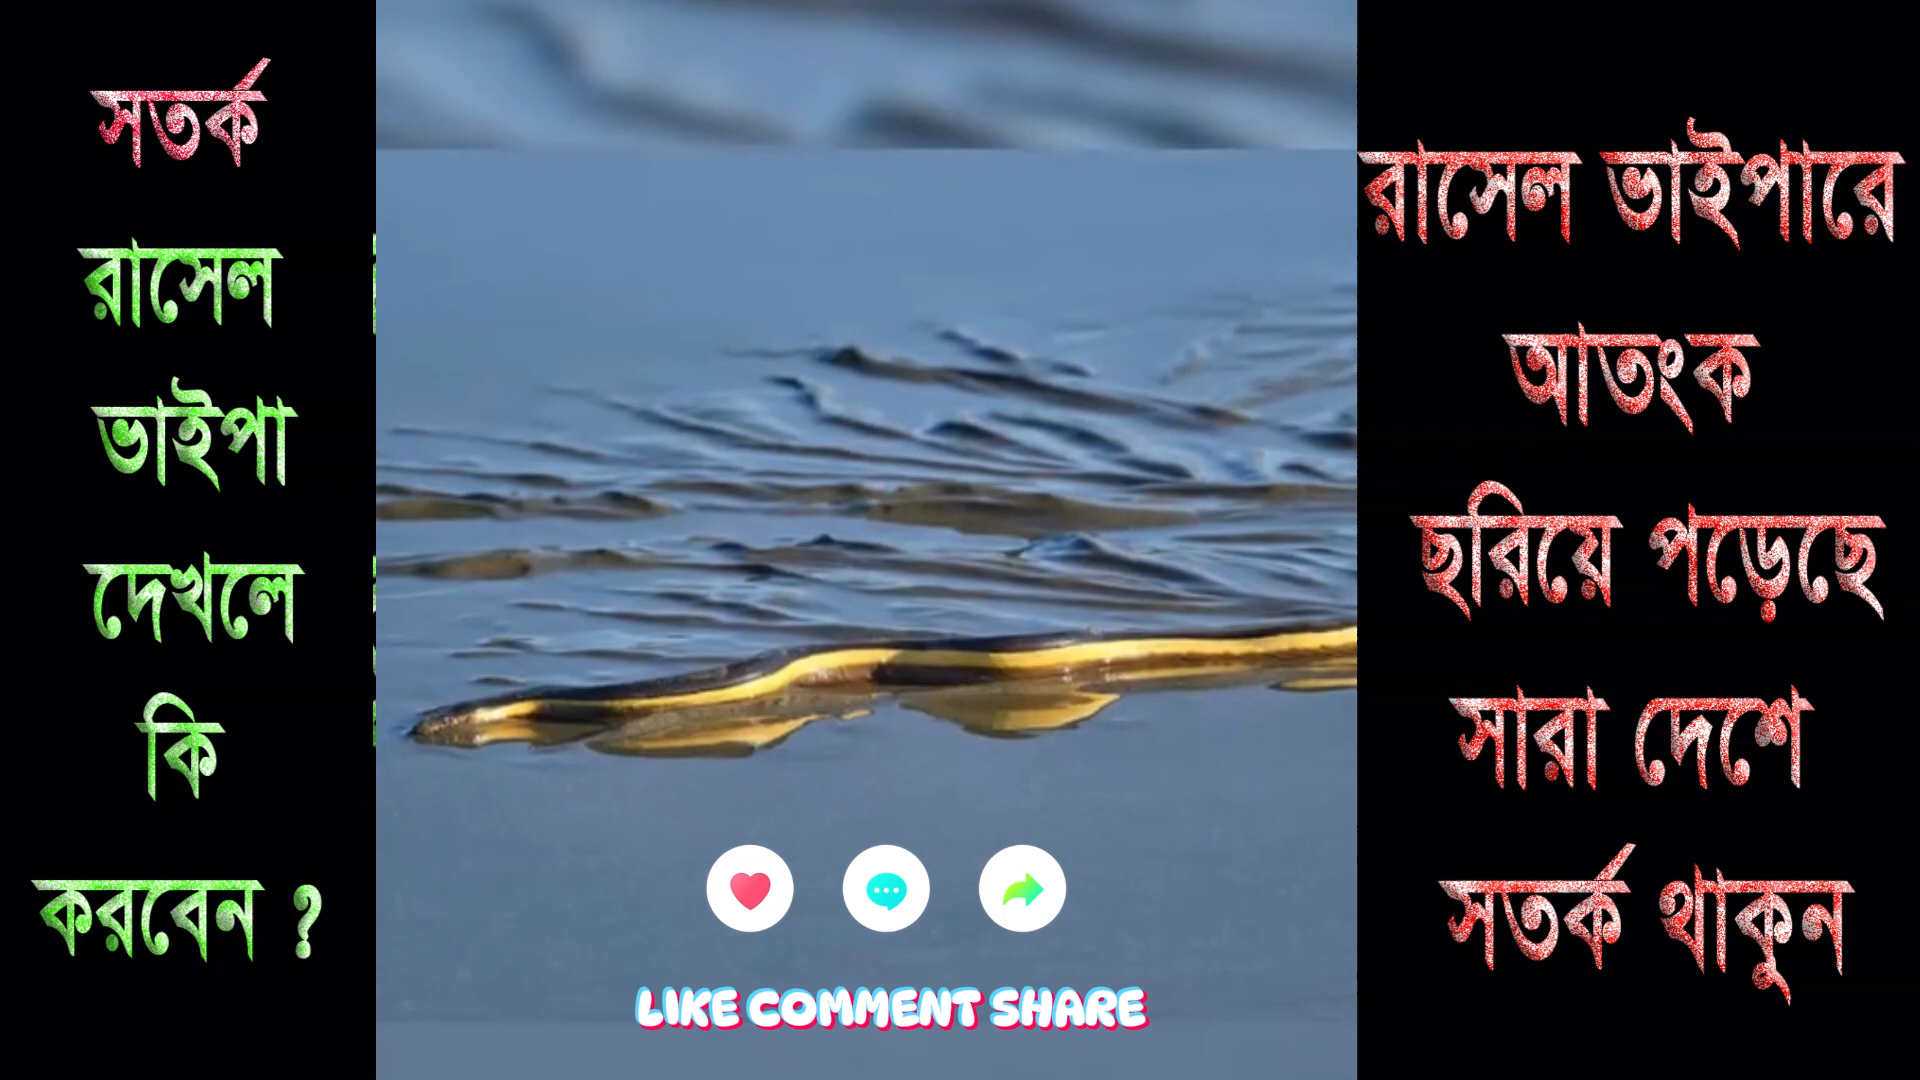 সতর্ক
রাসেল
ভাইপা
দেখলে
কি
করবেন ?
রাসেল ভাইপারে
আতংক
ছরিয়ে পড়েছে
সারা দেশে
সতর্ক থাকুন
LIKE COMMENT SHARE